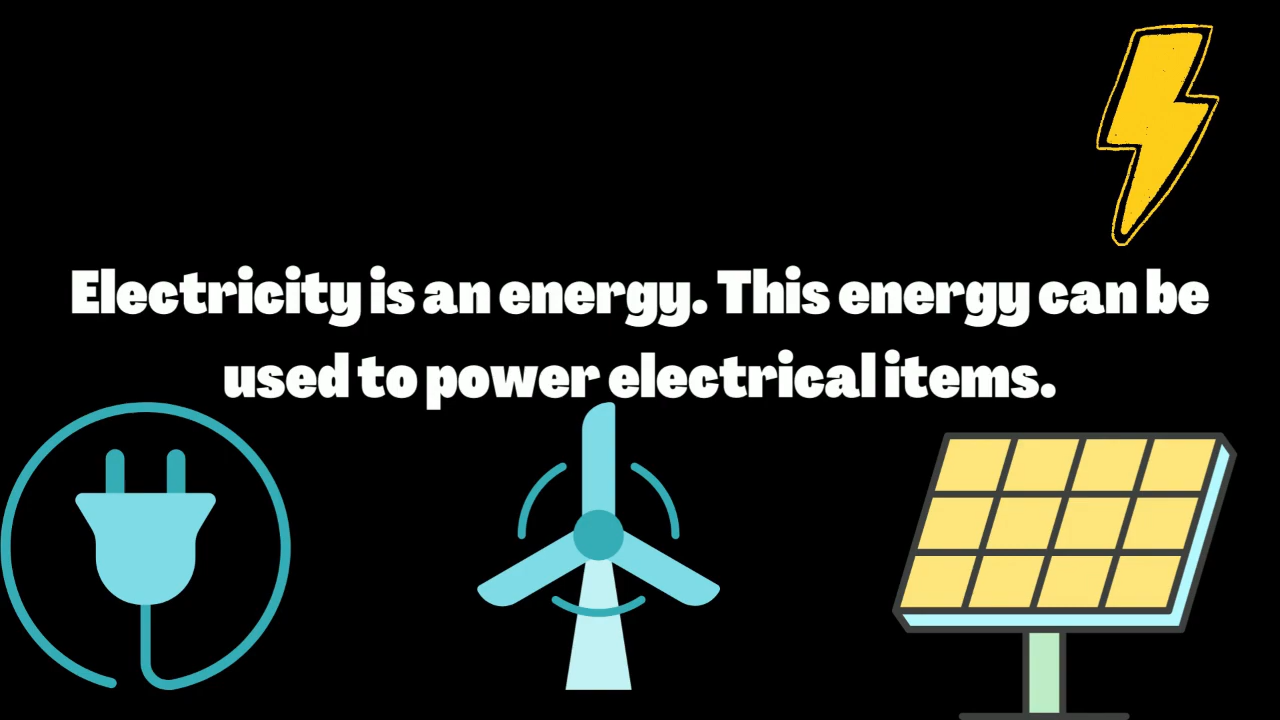 Electricity is an energy. This energy can be
used to power electrical items.